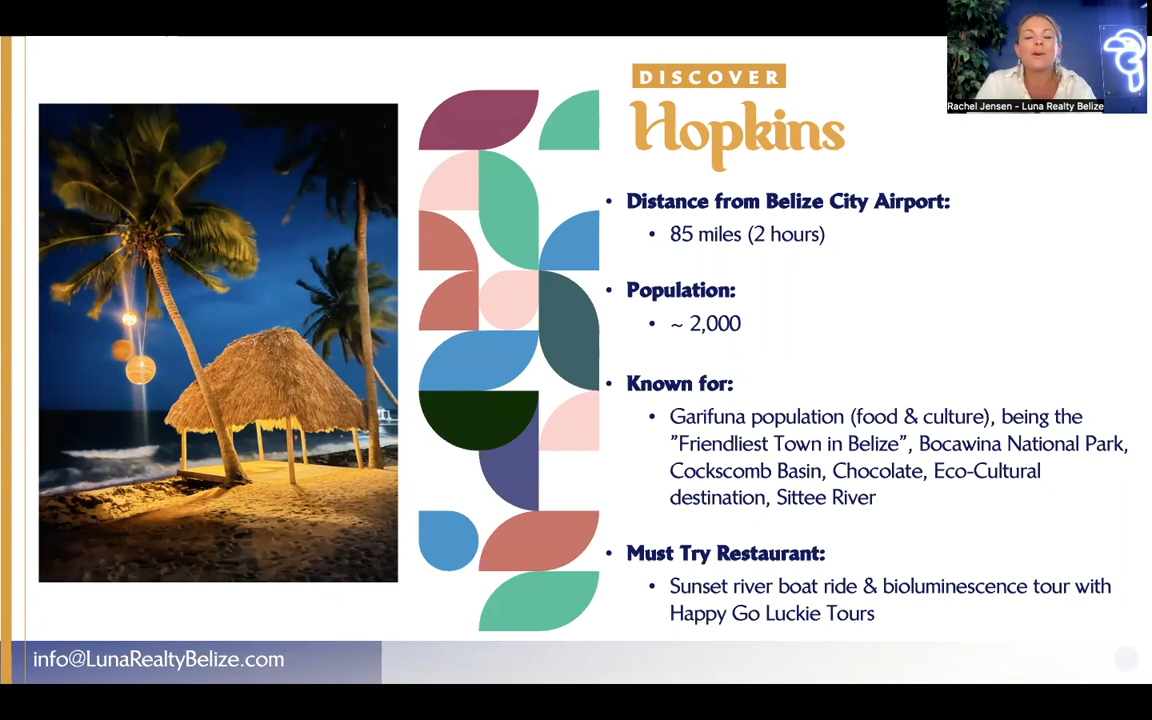 DISCOVER
Hopkins
Rachel Jensen - Luna Realty Belize
• Distance from Belize City Airport:
• 85 miles (2 hours)
• Population:
• ~ 2,000
• Known for:
• Garifuna population (food & culture), being the
”Friendliest Town in Belize”, Bocawina National Park,
Cockscomb Basin, Chocolate, Eco-Cultural
destination, Sittee River
• Must Try Restaurant:
• Sunset river boat ride & bioluminescence tour with
Happy Go Luckie Tours
info@LunaRealtyBelize.com